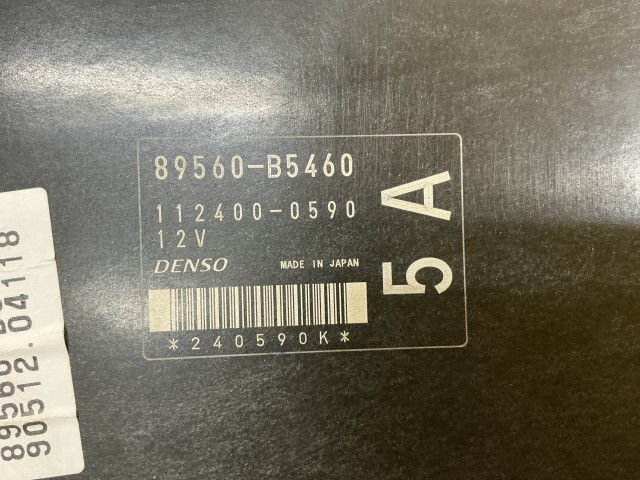 89560-B5460
112400-0590
12V
DENSO MADE IN JAPAN
*240590K*
5A
90512.04118